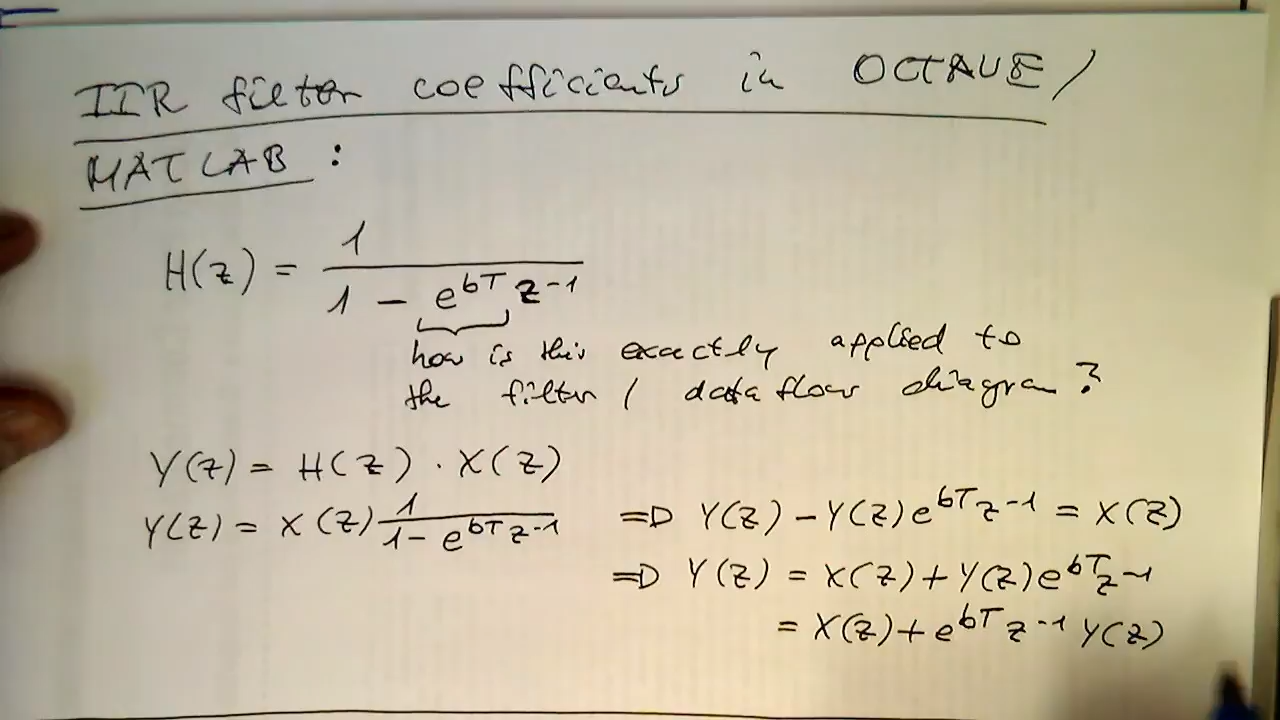 IIR filter coefficients in OCTAVE /
MATLAB :
H(z) = 1 / (1 - e^{bT} z^{-1})
how is this exactly applied to
the filter / data flow diagram ?
Y(z) = H(z) · X(z)
Y(z) = X(z) 1 / (1 - e^{bT} z^{-1})
⇒ Y(z) - Y(z) e^{bT} z^{-1} = X(z)
⇒ Y(z) = X(z) + Y(z) e^{bT} z^{-1}
= X(z) + e^{bT} z^{-1} Y(z)